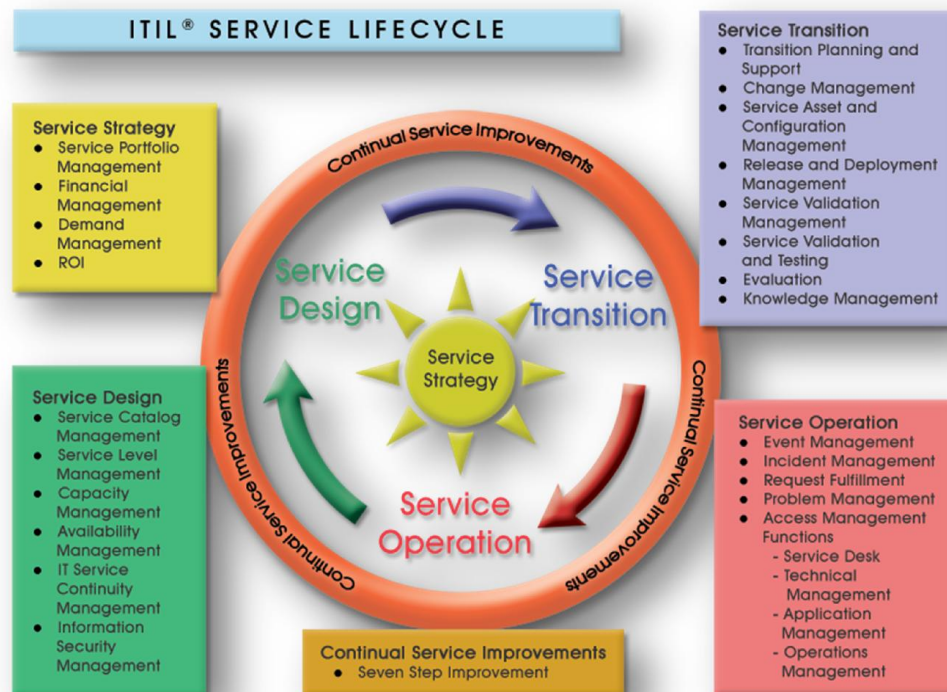 ITIL® SERVICE LIFECYCLE
Service Strategy
● Service Portfolio
Management
● Financial
Management
● Demand
Management
● ROI
Service Design
● Service Catalog
Management
● Service Level
Management
● Capacity
Management
● Availability
Management
● IT Service
Continuity
Management
● Information
Security
Management
Continual Service Improvements
Service
Design
Service
Transition
Service
Strategy
Service
Operation
Continual Service Improvements
Continual Service Improvements
Continual Service Improvements
● Seven Step Improvement
Service Transition
● Transition Planning and
Support
● Change Management
● Service Asset and
Configuration
Management
● Release and Deployment
Management
● Service Validation
Management
● Service Validation
and Testing
● Evaluation
● Knowledge Management
Service Operation
● Event Management
● Incident Management
● Request Fulfillment
● Problem Management
● Access Management
Functions
- Service Desk
- Technical
Management
- Application
Management
- Operations
Management